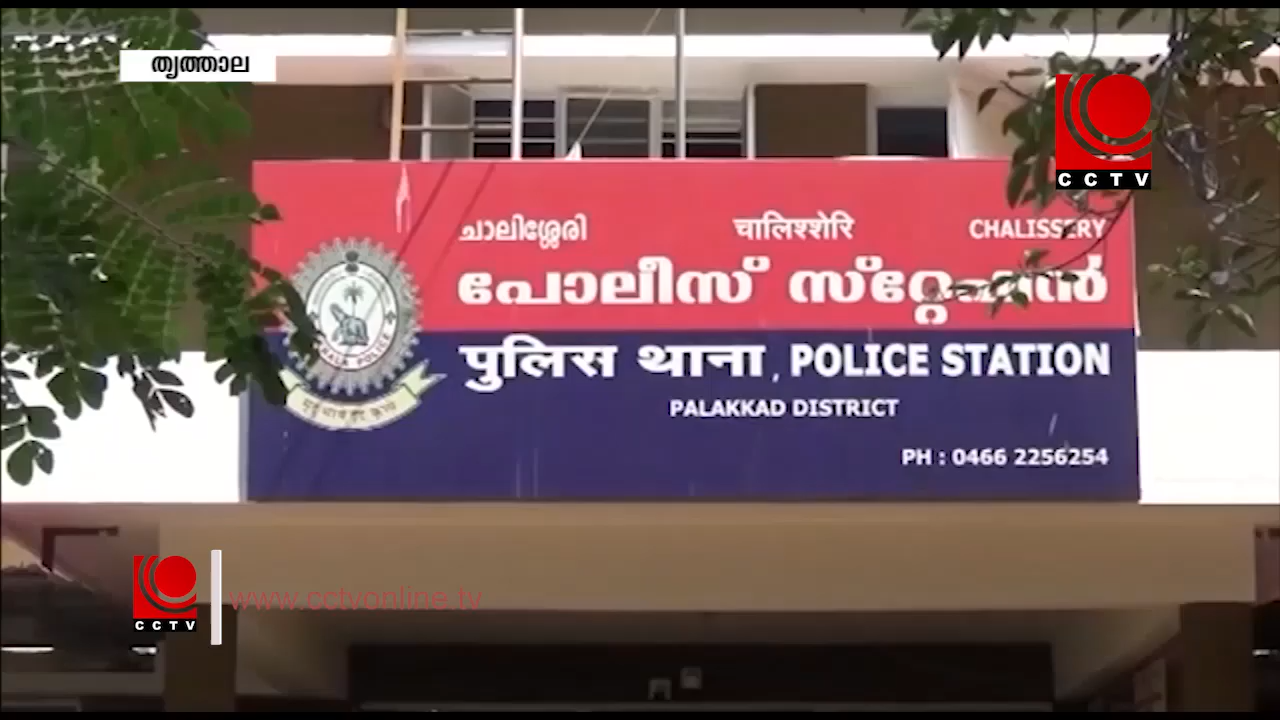 തൃത്താല
CCTV
ചാലിശ്ശേരി चालिश्शेरि CHALISSERY
പോലീസ് സ്റ്റേഷൻ
पुलिस थाना, POLICE STATION
PALAKKAD DISTRICT
PH : 0466 2256254
CCTV
www.cctvonline.tv